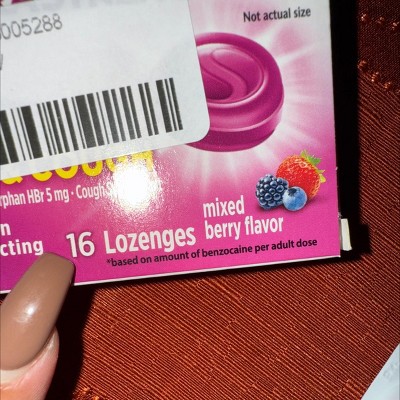 Not actual size
005288
& COUGH
rphan HBr 5 mg · Cough
mixed
berry flavor
n
cting
16 Lozenges
*based on amount of benzocaine per adult dose